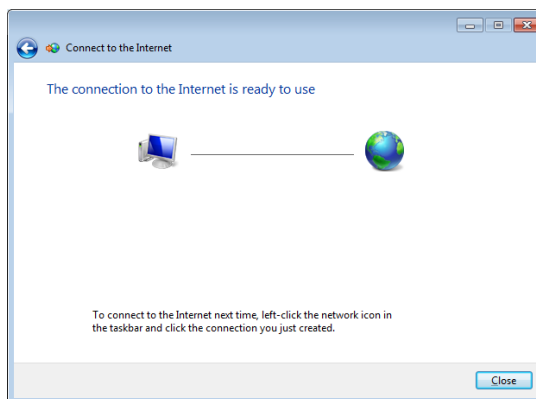 Connect to the Internet
The connection to the Internet is ready to use
To connect to the Internet next time, left-click the network icon in
the taskbar and click the connection you just created.
Close